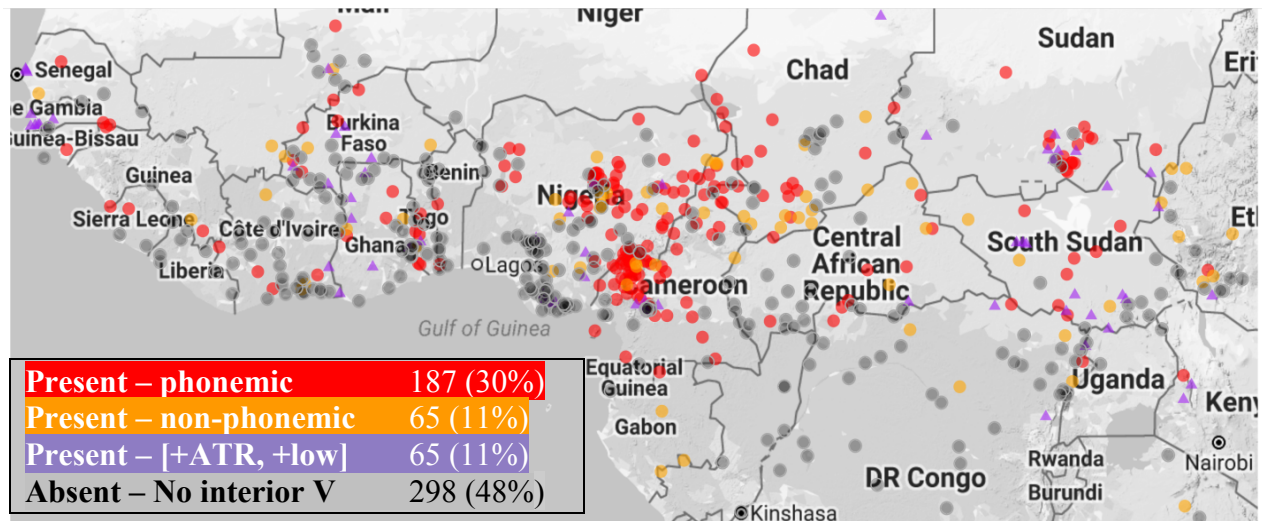 Mali
Niger
Sudan
Chad
Eri
Senegal
e Gambia
Guinea-Bissau
Burkina
Faso
Guinea
Benin
Nigeria
Sierra Leone
Côte d'Ivoire
Togo
Ghana
Et
South Sudan
Central
African
Republic
Liberia
Lagos
ameroon
Gulf of Guinea
Equatorial
Guinea
Uganda
Keny
Gabon
Rwanda
Nairobi
DR Congo
Burundi
Kinshasa
Present – phonemic 187 (30%)
Present – non-phonemic 65 (11%)
Present – [+ATR, +low] 65 (11%)
Absent – No interior V 298 (48%)